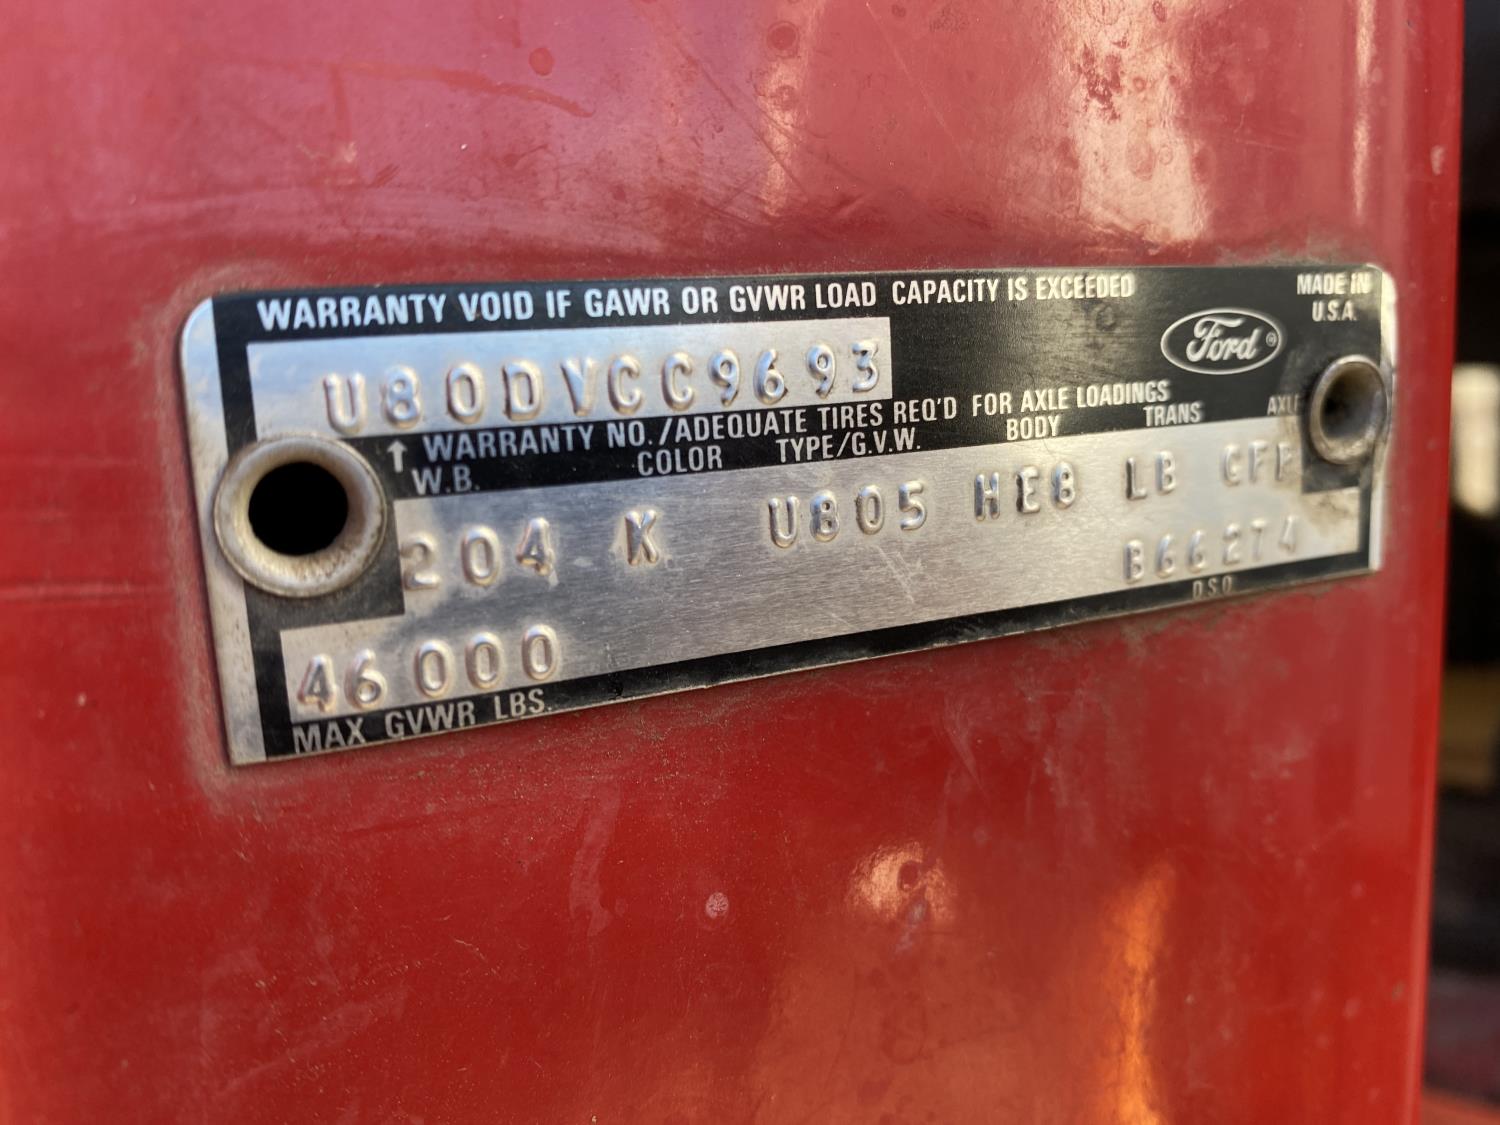 WARRANTY VOID IF GAWR OR GVWR LOAD CAPACITY IS EXCEEDED
MADE IN
U.S.A.
Ford
U80DVCC9693
↑ WARRANTY NO./ADEQUATE TIRES REQ'D FOR AXLE LOADINGS
W.B. COLOR TYPE/G.V.W. BODY TRANS AXLE
204 K U805 HE8 LB
B66274
DSO
46000
MAX GVWR LBS.